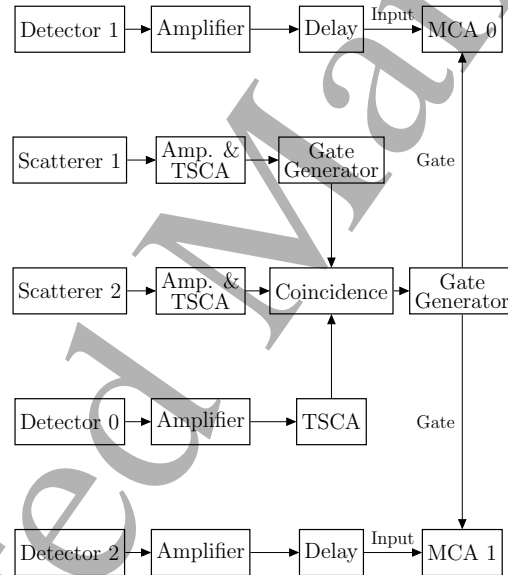 Detector 1
Amplifier
Delay
Input
MCA 0
Scatterer 1
Amp. &
TSCA
Gate
Generator
Gate
Scatterer 2
Amp. &
TSCA
Coincidence
Gate
Generator
Detector 0
Amplifier
TSCA
Gate
Detector 2
Amplifier
Delay
Input
MCA 1